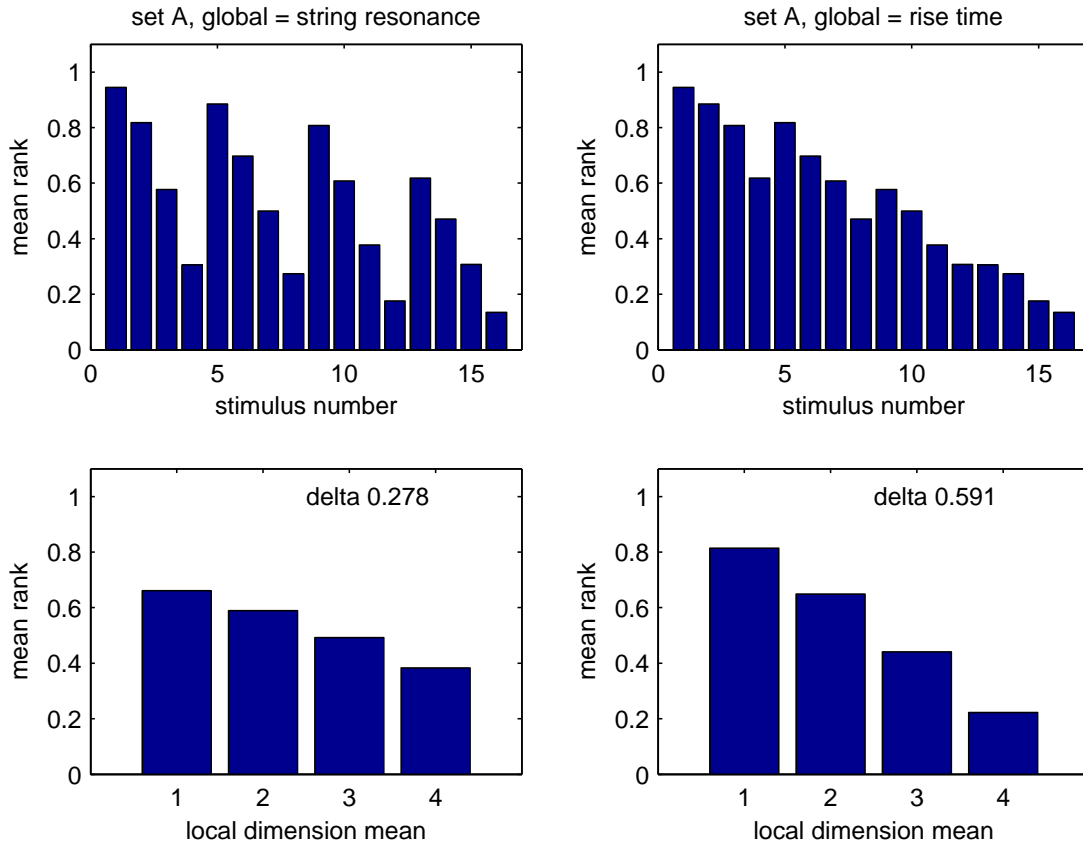 set A, global = string resonance
mean rank
1
0.8
0.6
0.4
0.2
0
0 5 10 15
stimulus number
set A, global = rise time
mean rank
1
0.8
0.6
0.4
0.2
0
0 5 10 15
stimulus number
delta 0.278
mean rank
1
0.8
0.6
0.4
0.2
0
1 2 3 4
local dimension mean
delta 0.591
mean rank
1
0.8
0.6
0.4
0.2
0
1 2 3 4
local dimension mean